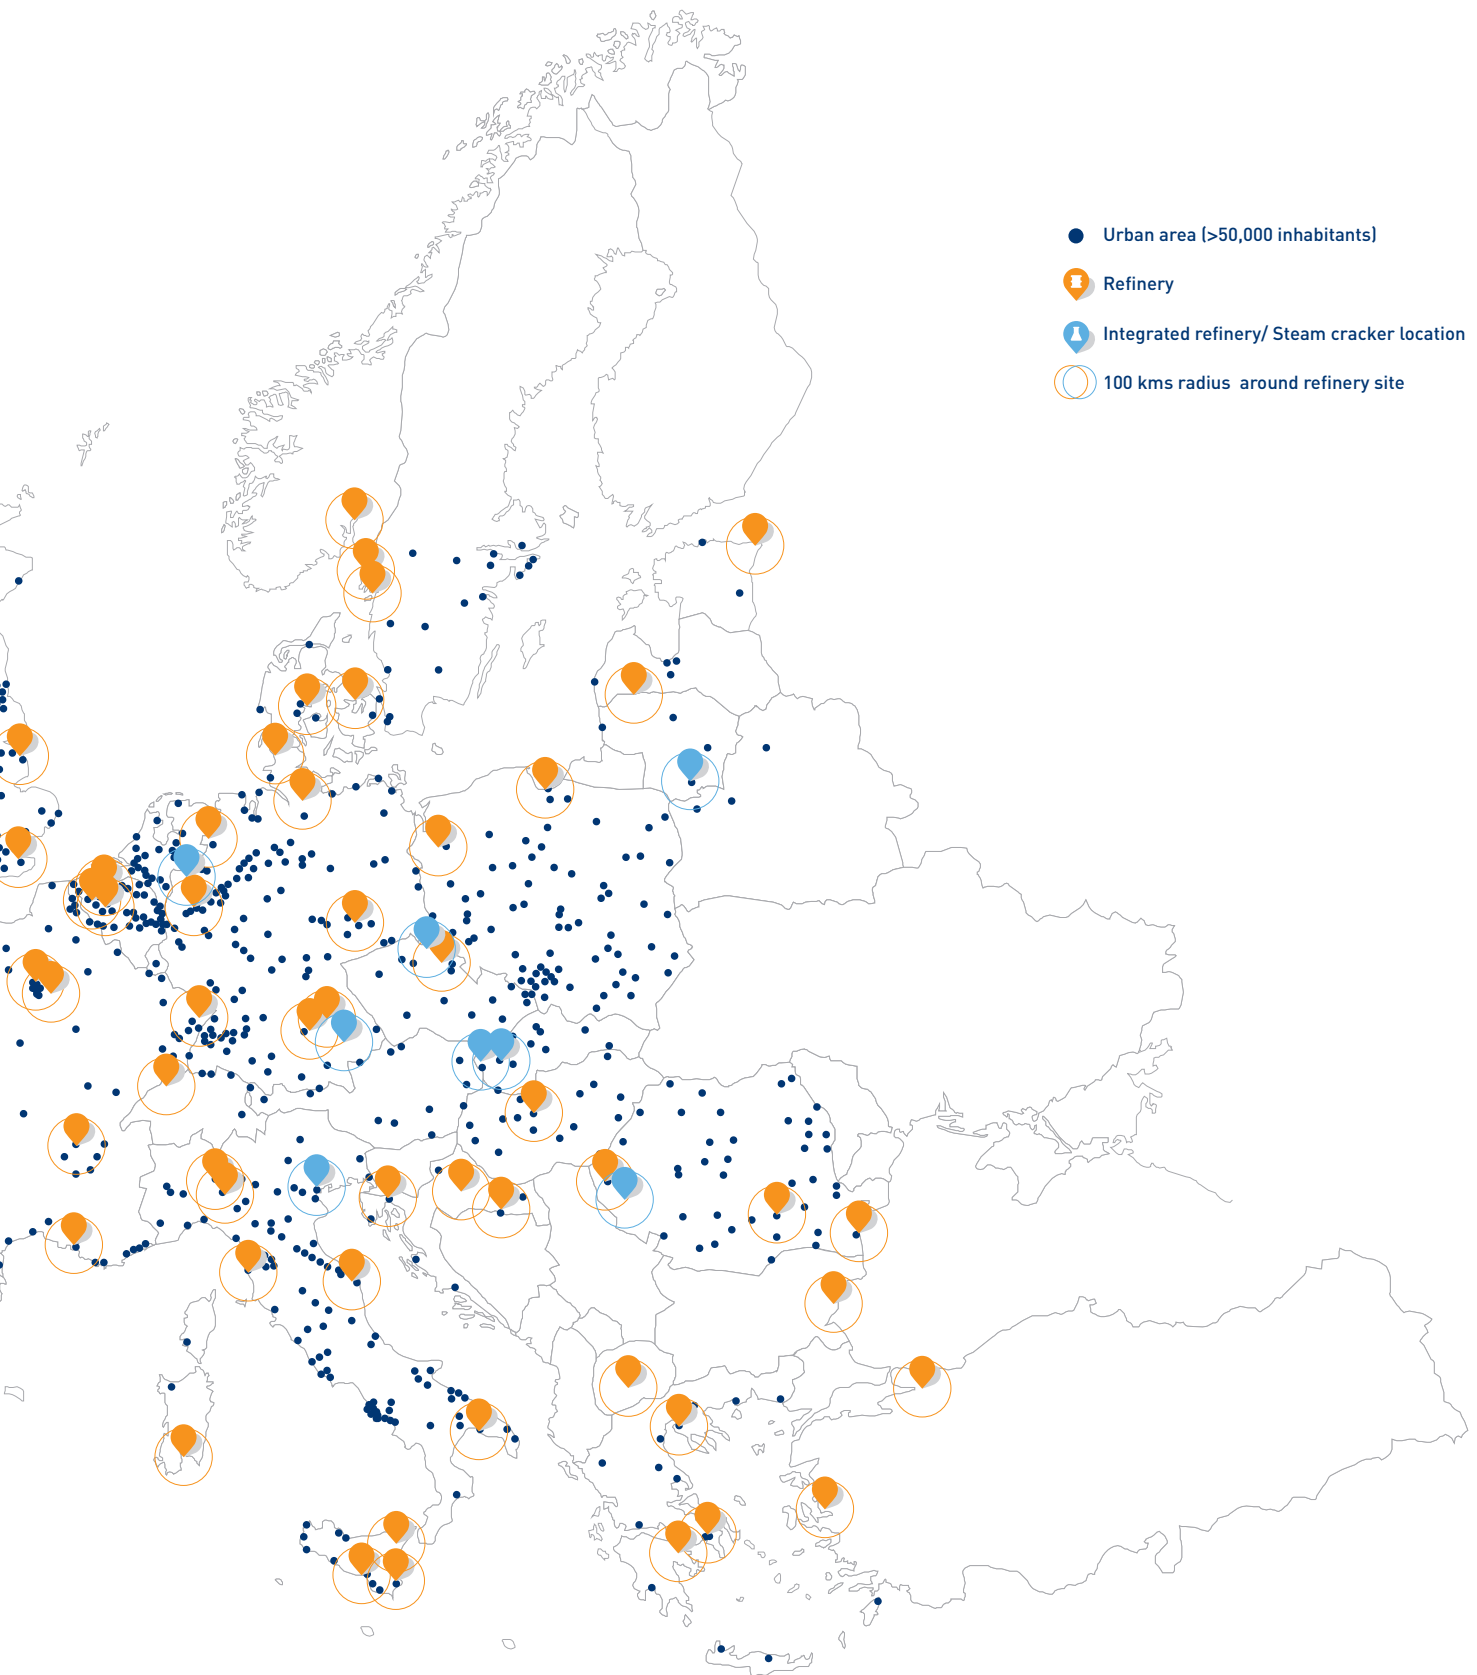 Urban area (>50,000 inhabitants)
Refinery
Integrated refinery/ Steam cracker location
100 kms radius around refinery site